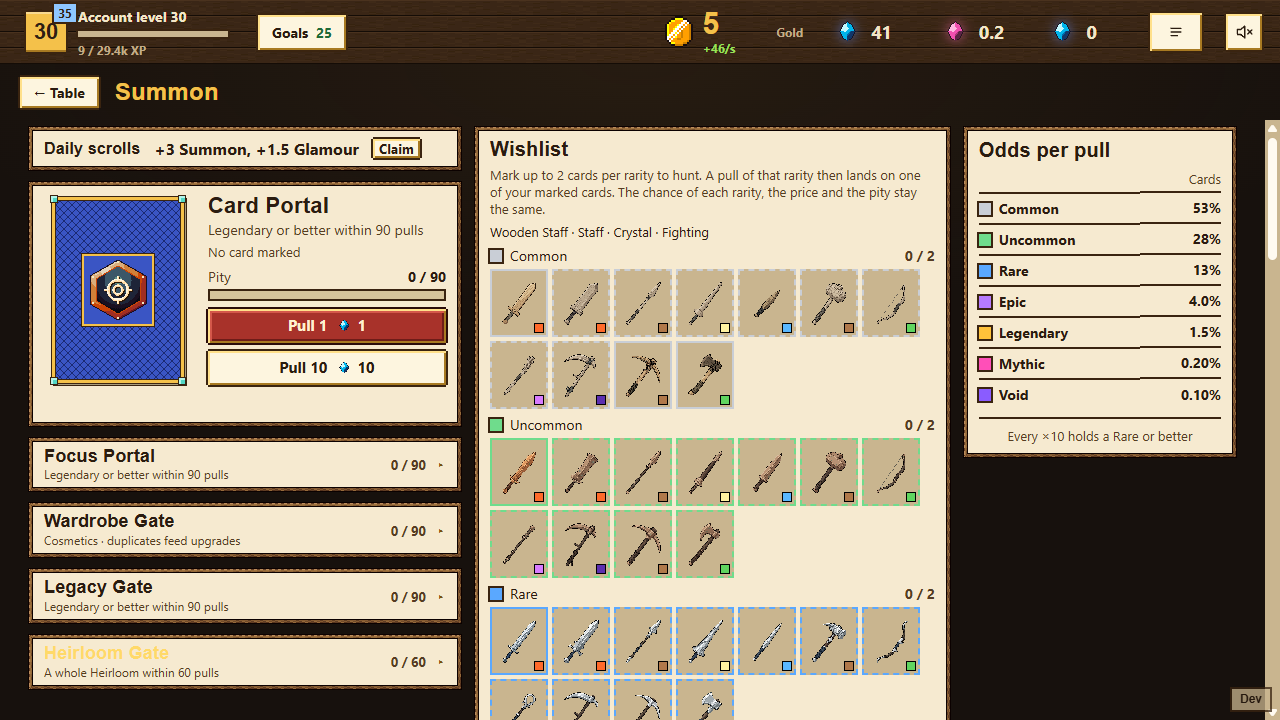 30
35
Account level 30
9 / 29.4k XP
Goals 25
5
+46/s
Gold
41
0.2
0
← Table
Summon
Daily scrolls +3 Summon, +1.5 Glamour Claim
Card Portal
Legendary or better within 90 pulls
No card marked
Pity 0 / 90
Pull 1 1
Pull 10 10
Focus Portal
Legendary or better within 90 pulls
0 / 90
Wardrobe Gate
Cosmetics · duplicates feed upgrades
0 / 90
Legacy Gate
Legendary or better within 90 pulls
0 / 90
Heirloom Gate
A whole Heirloom within 60 pulls
0 / 60
Wishlist
Mark up to 2 cards per rarity to hunt. A pull of that rarity then lands on one
of your marked cards. The chance of each rarity, the price and the pity stay
the same.
Wooden Staff · Staff · Crystal · Fighting
Common 0 / 2
Uncommon 0 / 2
Rare 0 / 2
Odds per pull
Cards
Common 53%
Uncommon 28%
Rare 13%
Epic 4.0%
Legendary 1.5%
Mythic 0.20%
Void 0.10%
Every ×10 holds a Rare or better
Dev